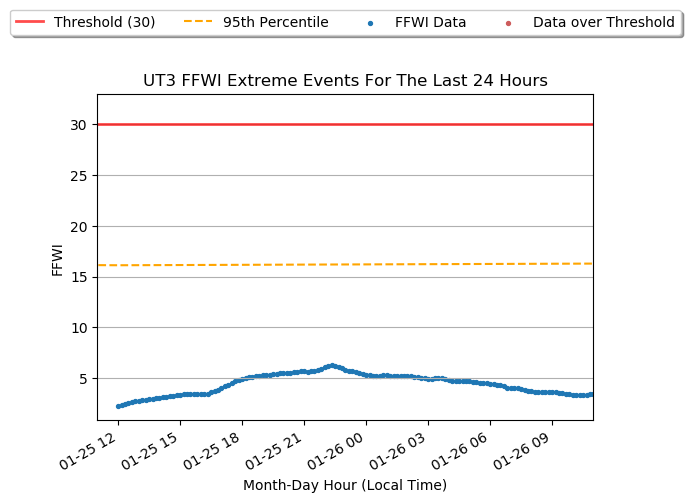 Threshold (30) 95th Percentile FFWI Data Data over Threshold
UT3 FFWI Extreme Events For The Last 24 Hours
30
25
20
15
10
5
FFWI
01-25 12 01-25 15 01-25 18 01-25 21 01-26 00 01-26 03 01-26 06 01-26 09
Month-Day Hour (Local Time)